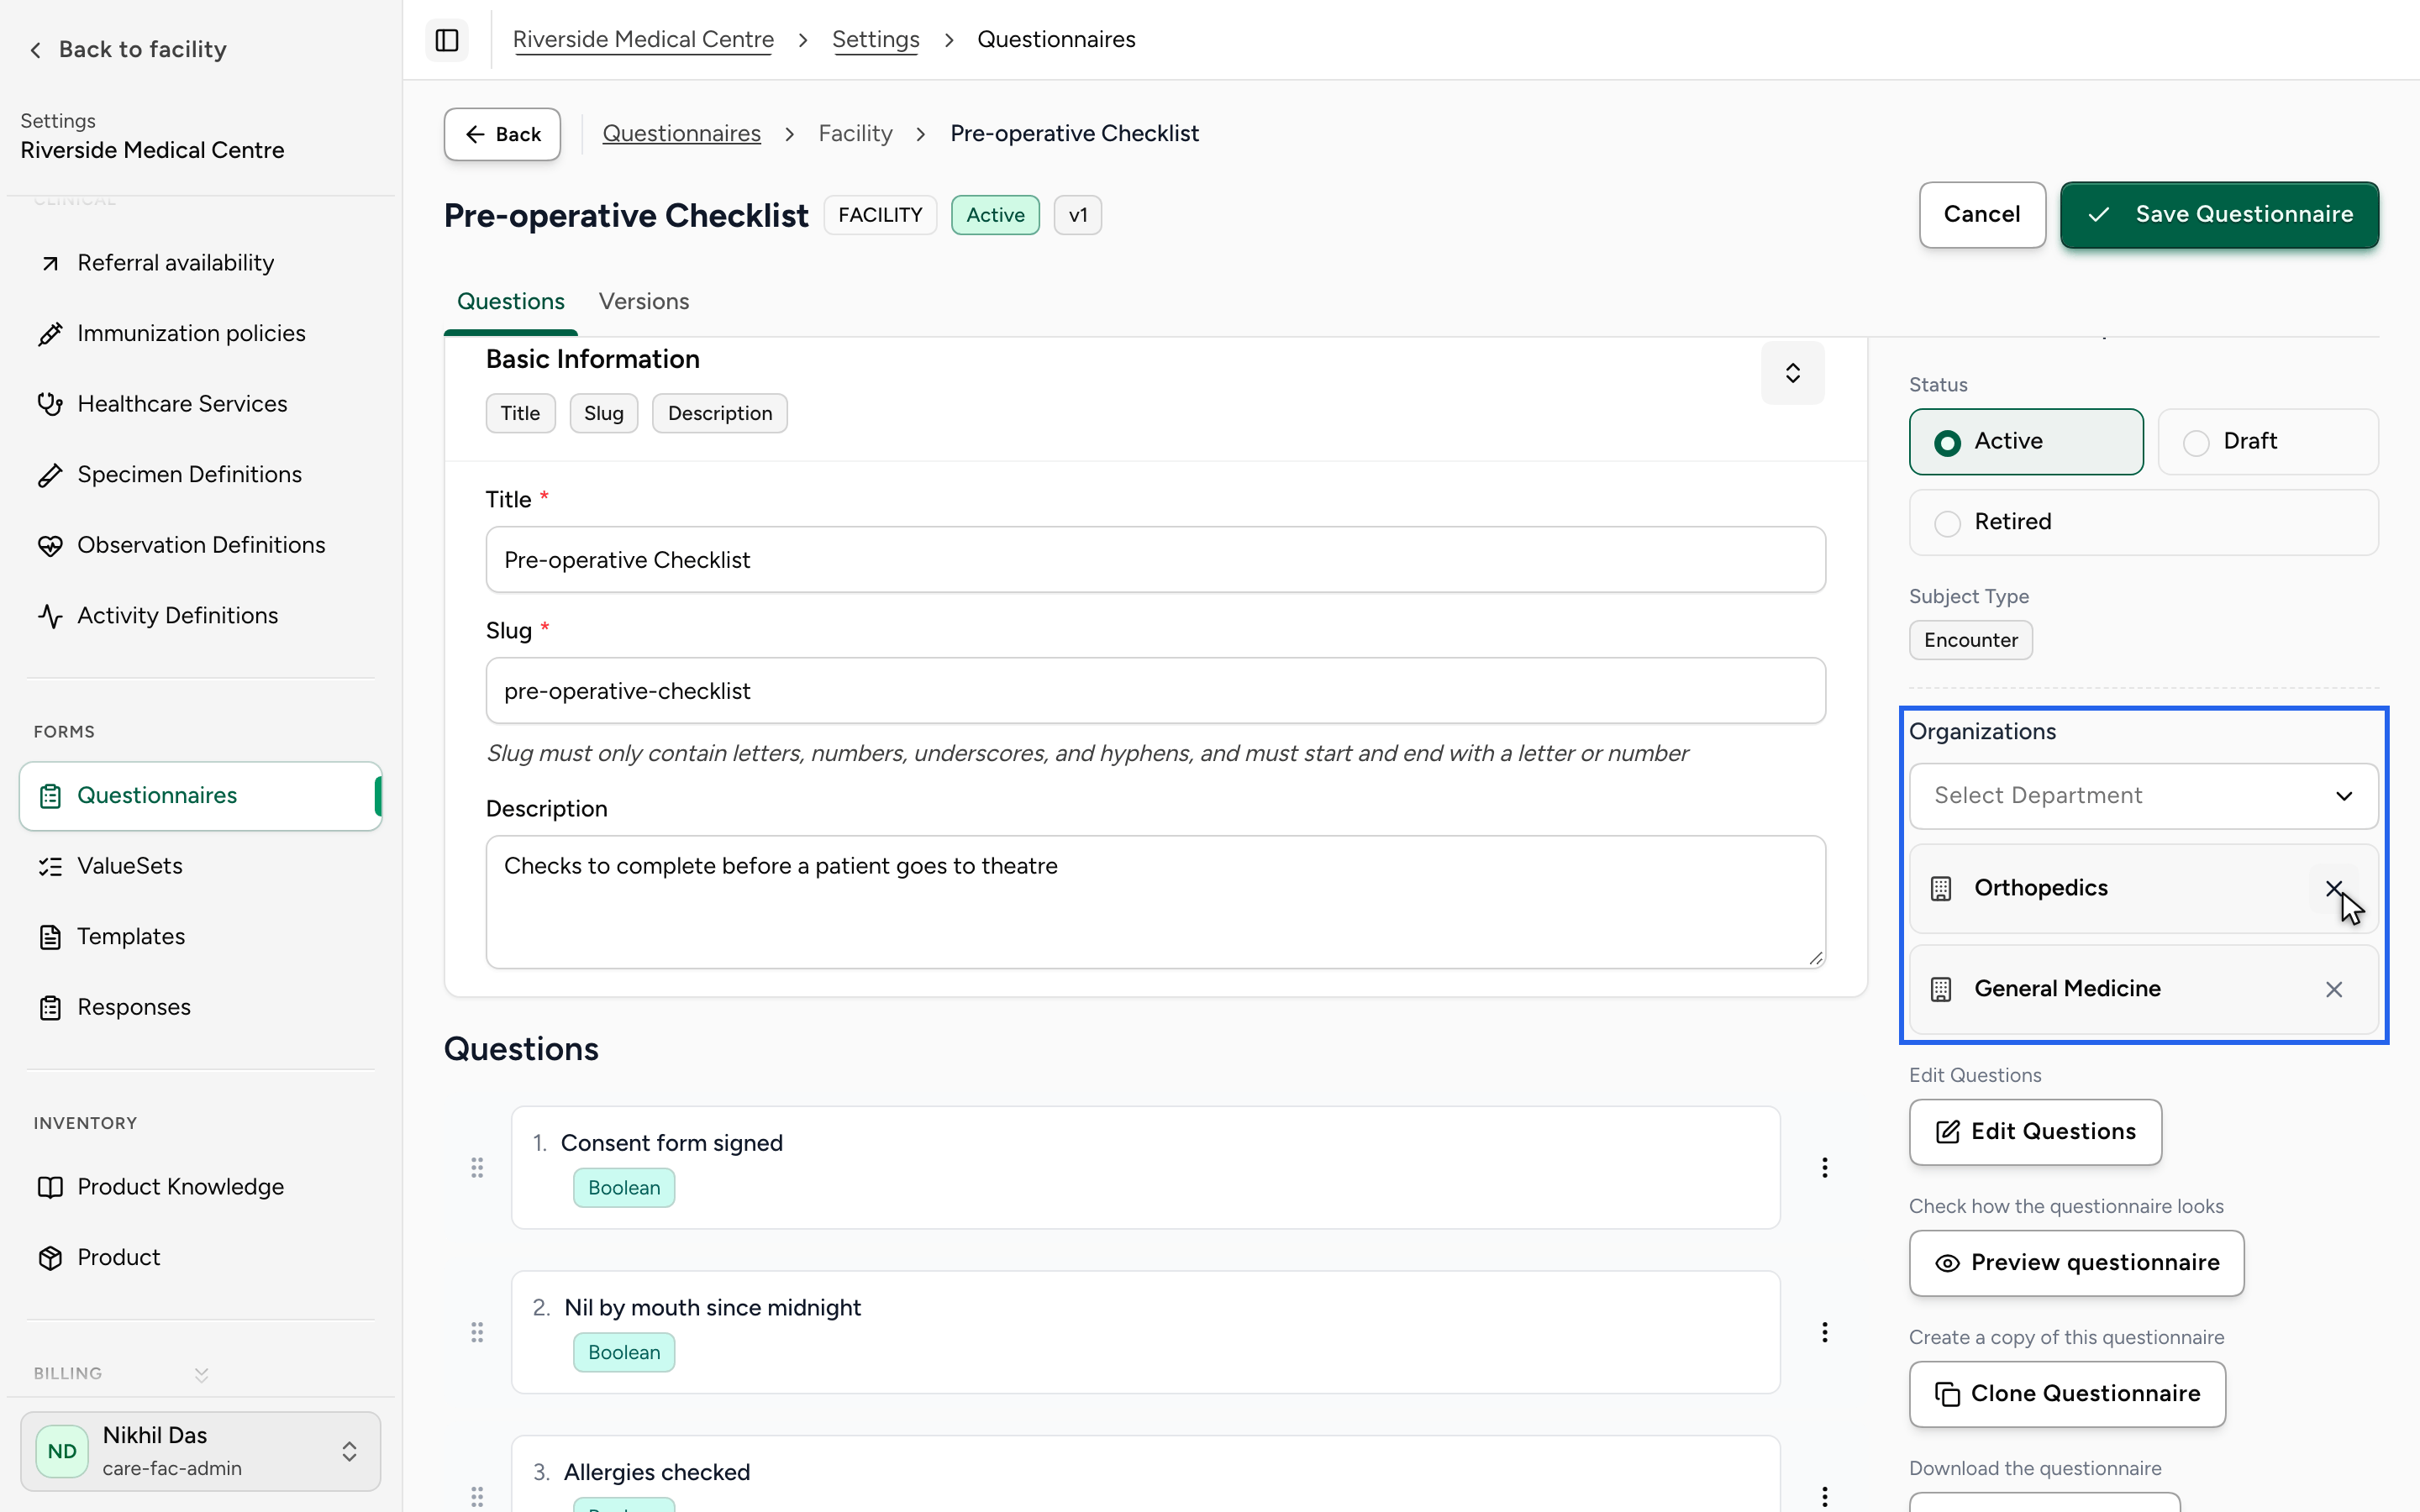 Back to facility
Settings
Riverside Medical Centre
CLINICAL
Referral availability
Immunization policies
Healthcare Services
Specimen Definitions
Observation Definitions
Activity Definitions
FORMS
Questionnaires
ValueSets
Templates
Responses
INVENTORY
Product Knowledge
Product
BILLING
ND
Nikhil Das
care-fac-admin
Riverside Medical Centre > Settings > Questionnaires
Back
Questionnaires > Facility > Pre-operative Checklist
Pre-operative Checklist FACILITY Active v1
Cancel
Save Questionnaire
Questions Versions
Basic Information
Title Slug Description
Title *
Pre-operative Checklist
Slug *
pre-operative-checklist
Slug must only contain letters, numbers, underscores, and hyphens, and must start and end with a letter or number
Description
Checks to complete before a patient goes to theatre
Questions
1. Consent form signed
Boolean
2. Nil by mouth since midnight
Boolean
3. Allergies checked
Status
Active
Draft
Retired
Subject Type
Encounter
Organizations
Select Department
Orthopedics
General Medicine
Edit Questions
Edit Questions
Check how the questionnaire looks
Preview questionnaire
Create a copy of this questionnaire
Clone Questionnaire
Download the questionnaire